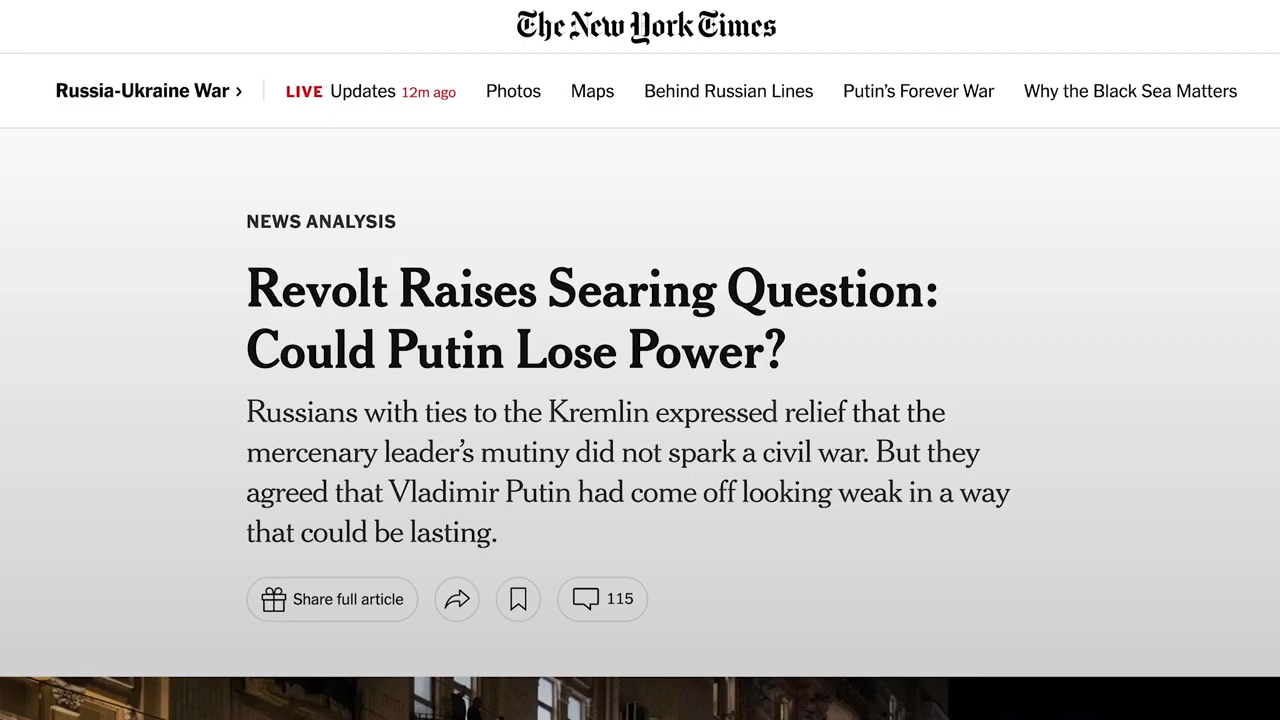 The New York Times
Russia-Ukraine War › LIVE Updates 12m ago Photos Maps Behind Russian Lines Putin’s Forever War Why the Black Sea Matters
NEWS ANALYSIS
Revolt Raises Searing Question:
Could Putin Lose Power?
Russians with ties to the Kremlin expressed relief that the
mercenary leader’s mutiny did not spark a civil war. But they
agreed that Vladimir Putin had come off looking weak in a way
that could be lasting.
Share full article 115